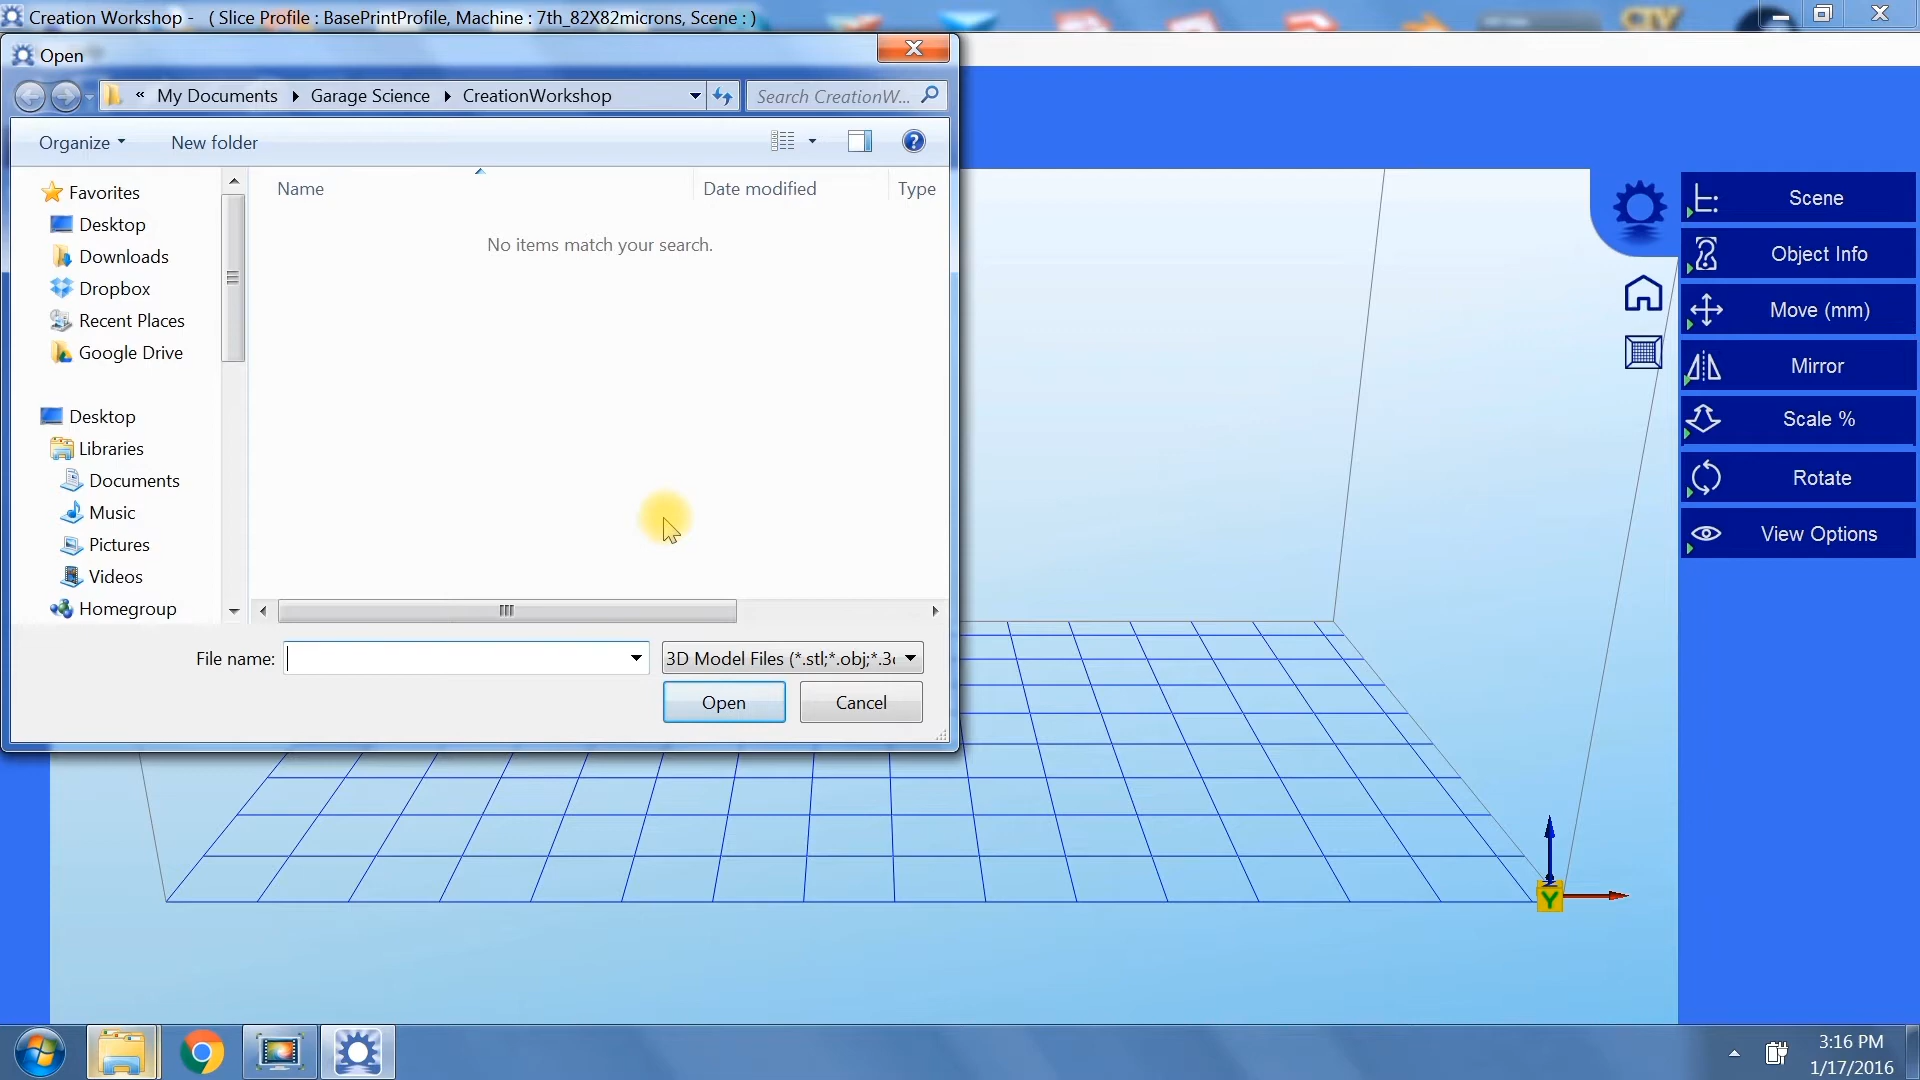 Creation Workshop -   ( Slice Profile : BasePrintProfile, Machine : 7th_82X82microns, Scene : )
Open
« My Documents Garage Science CreationWorkshop
Search CreationW...
Organize
New folder
Name
Date modified
Type
No items match your search.
Favorites
Desktop
Downloads
Dropbox
Recent Places
Google Drive
Desktop
Libraries
Documents
Music
Pictures
Videos
Homegroup
File name:
3D Model Files (*.stl;*.obj;*.3
Open
Cancel
Scene
Object Info
Move (mm)
Mirror
Scale %
Rotate
View Options
Y
3:16 PM
1/17/2016